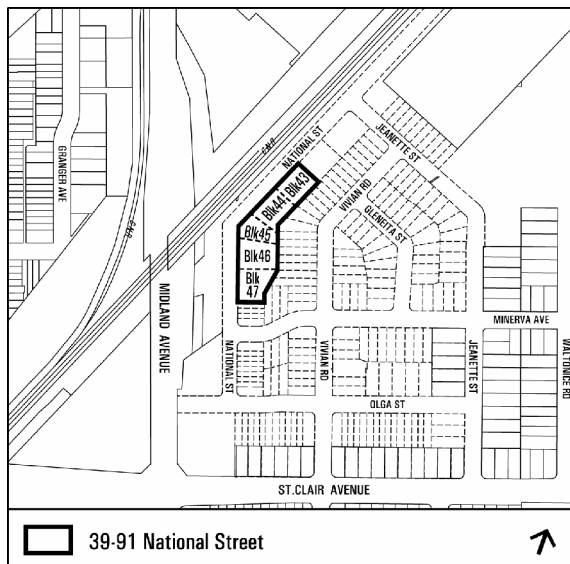 GRANGER AVE
C.N.R
C.N.R
NATIONAL ST
JEANETTE ST
Blk43
Blk44
VIVIAN RD
GLENEITA ST
Blk45
Blk46
Blk
47
MIDLAND AVENUE
MINERVA AVE
NATIONAL ST
VIVIAN RD
JEANETTE ST
WALTONICE RD
OLGA ST
ST.CLAIR AVENUE
39-91 National Street